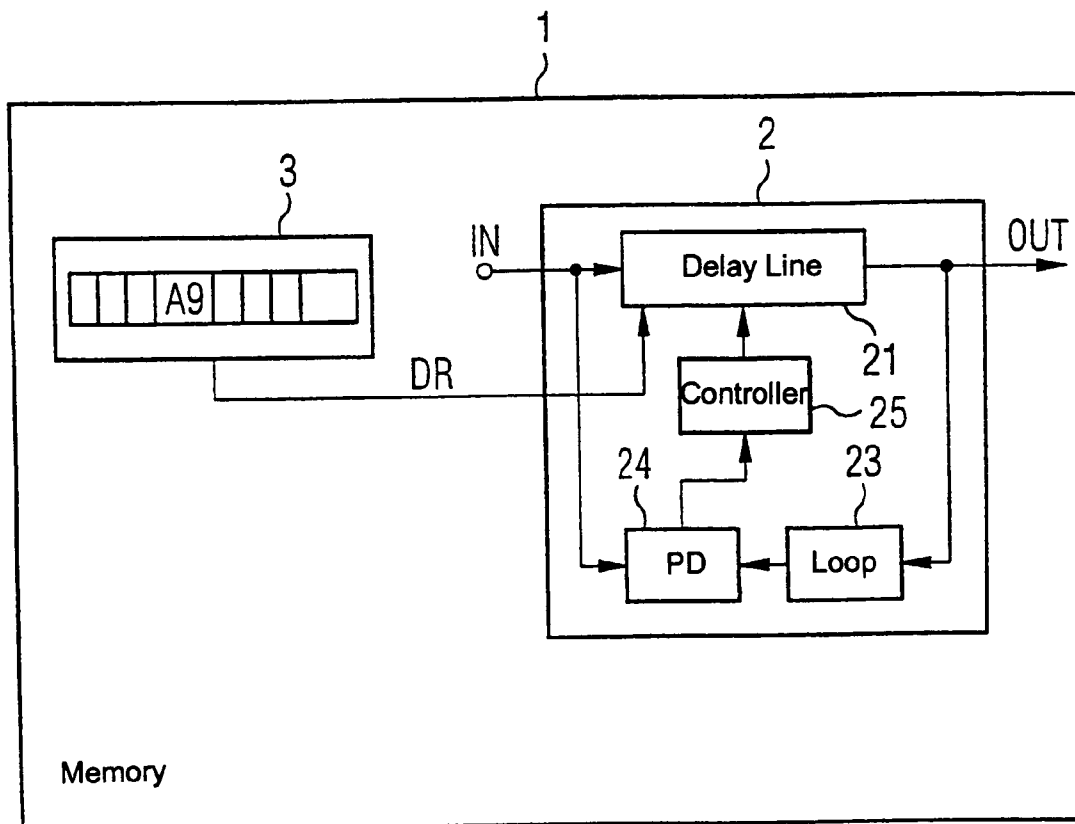 1
2
3
IN
Delay Line
OUT
A9
21
DR
Controller
25
24
23
PD
Loop
Memory